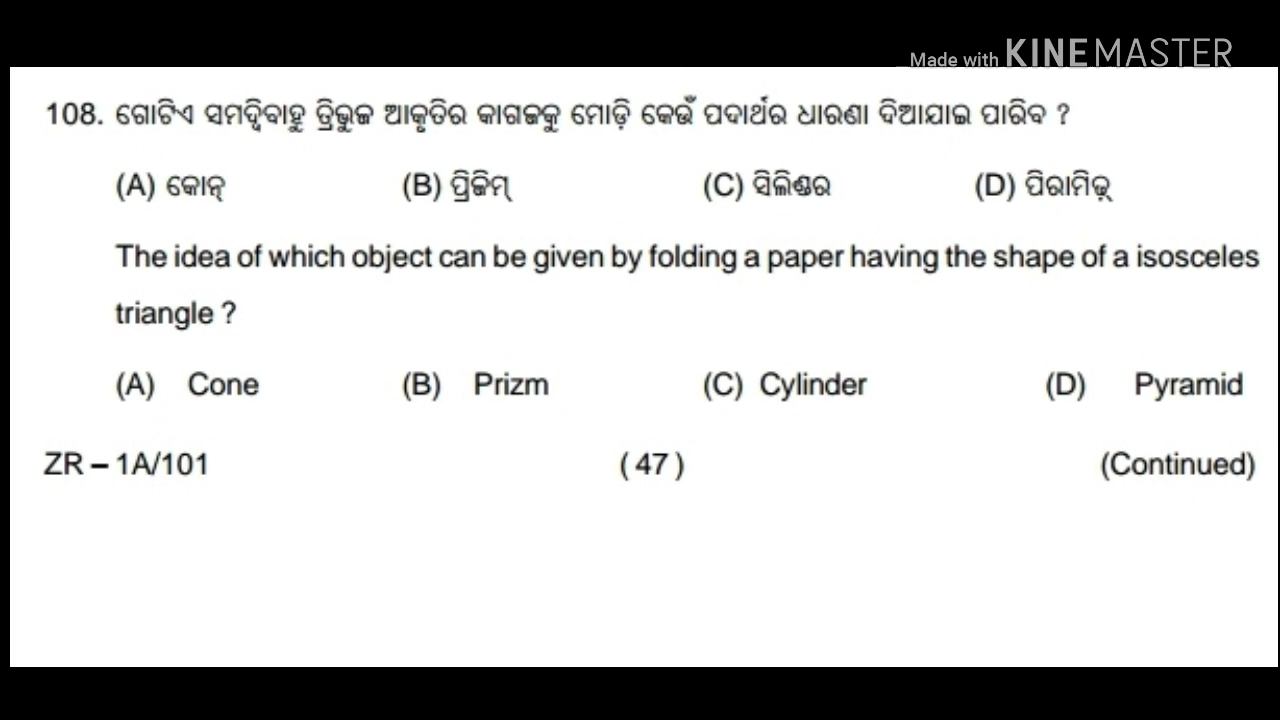 Made with KINEMASTER
108. ଗୋଟିଏ ସମଦ୍ୱିବାହୁ ତ୍ରିଭୁଜ ଆକୃତିର କାଗଜକୁ ମୋଡ଼ି କେଉଁ ପଦାର୍ଥର ଧାରଣା ଦିଆଯାଇ ପାରିବ ?
(A) କୋନ୍ (B) ପ୍ରିଜିମ୍ (C) ସିଲିଣ୍ଡର (D) ପିରାମିଡ଼୍
The idea of which object can be given by folding a paper having the shape of a isosceles
triangle ?
(A) Cone (B) Prizm (C) Cylinder (D) Pyramid
ZR – 1A/101 ( 47 ) (Continued)